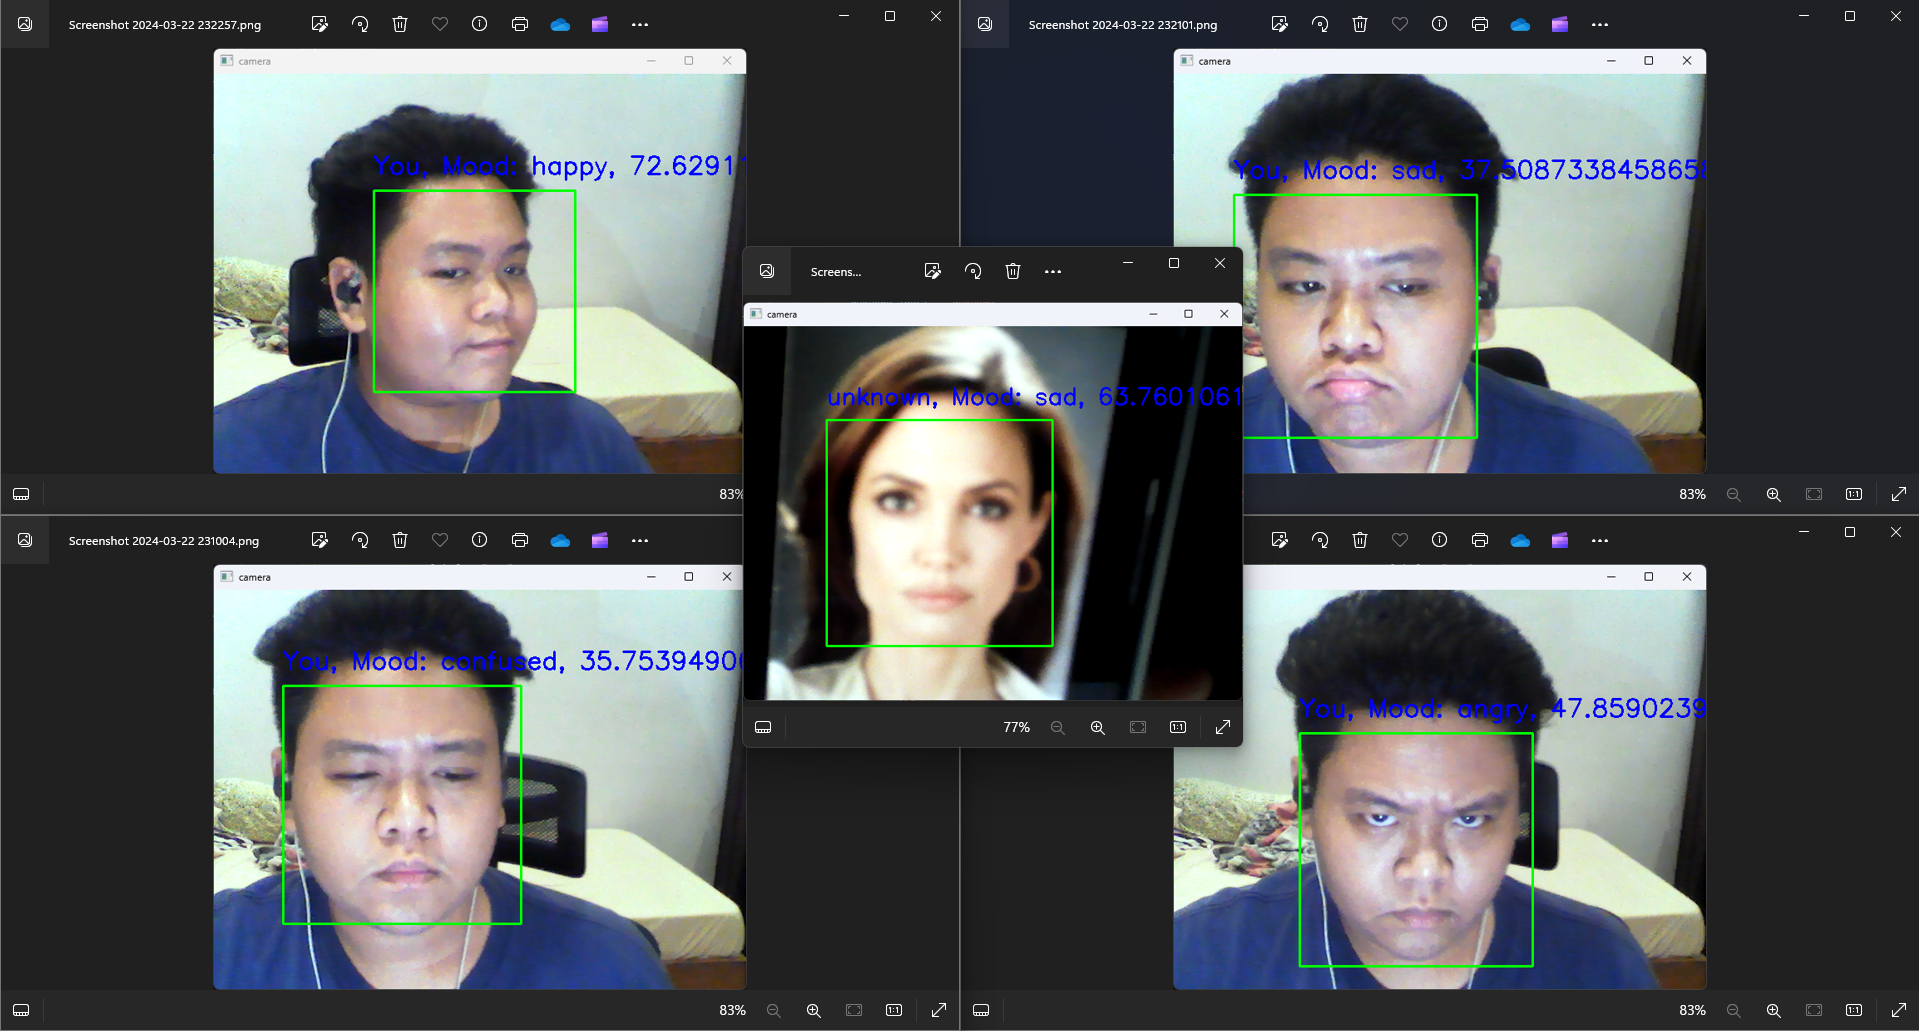 Screenshot 2024-03-22 232257.png
camera
You, Mood: happy, 72.6291
83%
Screenshot 2024-03-22 232101.png
camera
You, Mood: sad, 37.508733845865
83%
Screens...
camera
unknown, Mood: sad, 63.7601061
77%
Screenshot 2024-03-22 231004.png
camera
You, Mood: confused, 35.7539490
83%
You, Mood: angry, 47.8590239
83%